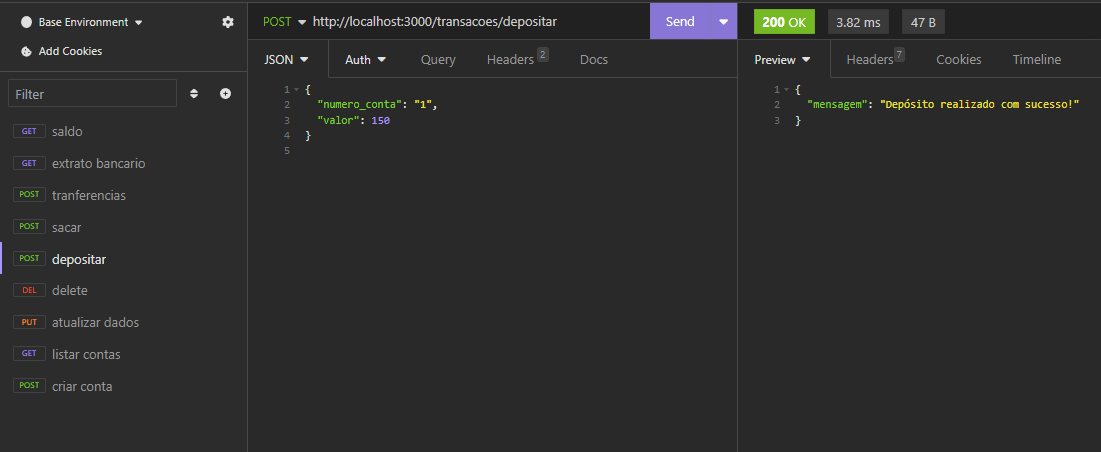 Base Environment
Add Cookies
Filter
GET saldo
GET extrato bancario
POST tranferencias
POST sacar
POST depositar
DEL delete
PUT atualizar dados
GET listar contas
POST criar conta
POST http://localhost:3000/transacoes/depositar Send
JSON Auth Query Headers 2 Docs
1 {
2 "numero_conta": "1",
3 "valor": 150
4 }
5
200 OK 3.82 ms 47 B
Preview Headers 7 Cookies Timeline
1 {
2 "mensagem": "Depósito realizado com sucesso!"
3 }